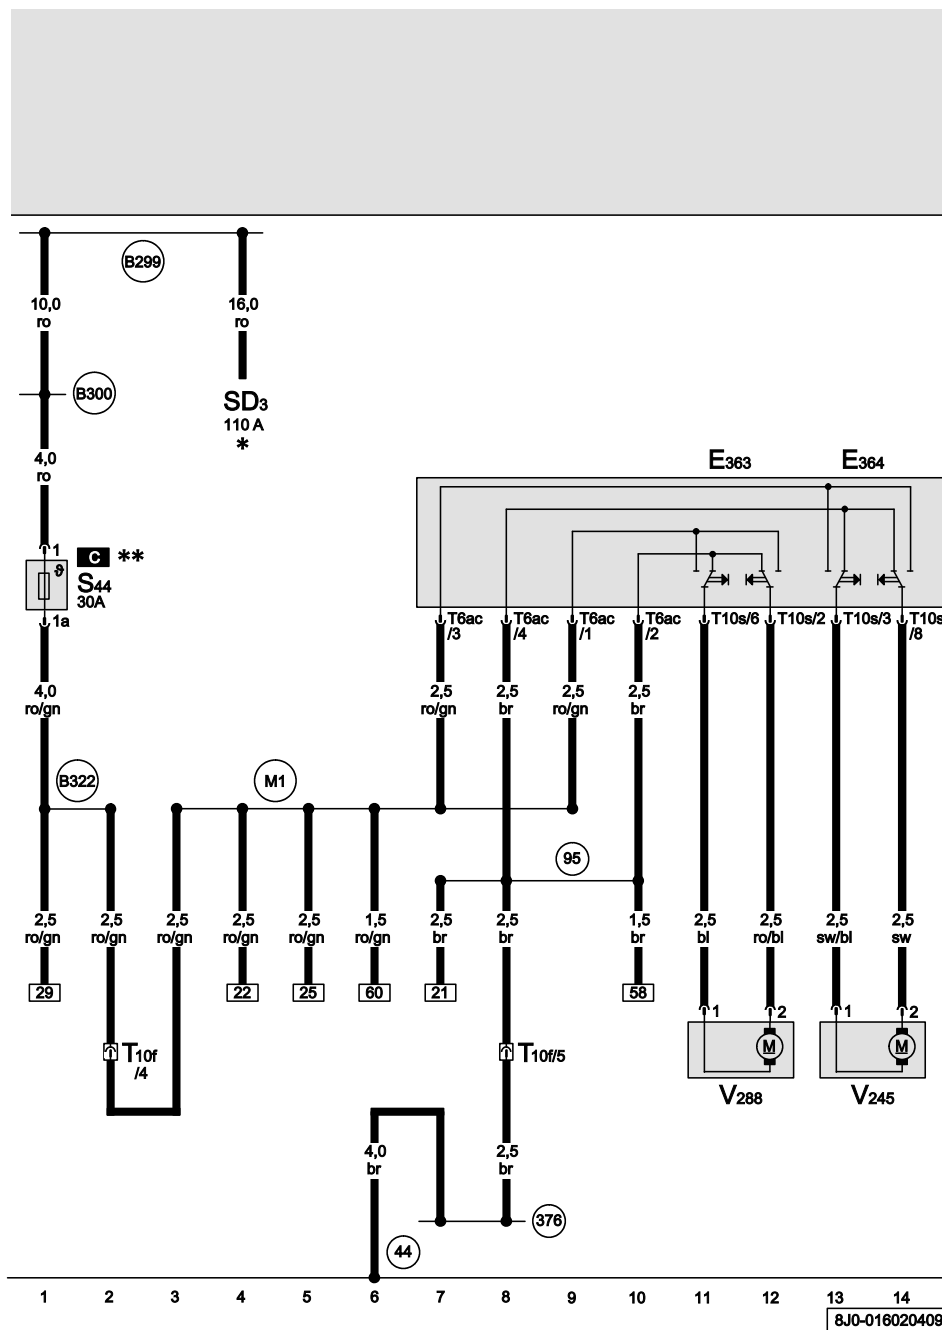 B299
10,0
ro
16,0
ro
B300
SD3
110 A
*
4,0
ro
E363
E364
1
C **
S44
30A
1a
T6ac
/3
T6ac
/4
T6ac
/1
T6ac
/2
T10s/6
T10s/2
T10s/3
T10s
/8
4,0
ro/gn
2,5
ro/gn
2,5
br
2,5
ro/gn
2,5
br
B322
M1
95
2,5
ro/gn
2,5
ro/gn
2,5
ro/gn
2,5
ro/gn
2,5
ro/gn
1,5
ro/gn
2,5
br
2,5
br
1,5
br
2,5
bl
2,5
ro/bl
2,5
sw/bl
2,5
sw
29
22
25
60
21
58
1
2
1
2
T10f
/4
T10f/5
M
M
V288
V245
4,0
br
2,5
br
376
44
1 2 3 4 5 6 7 8 9 10 11 12 13 14
8J0-016020409